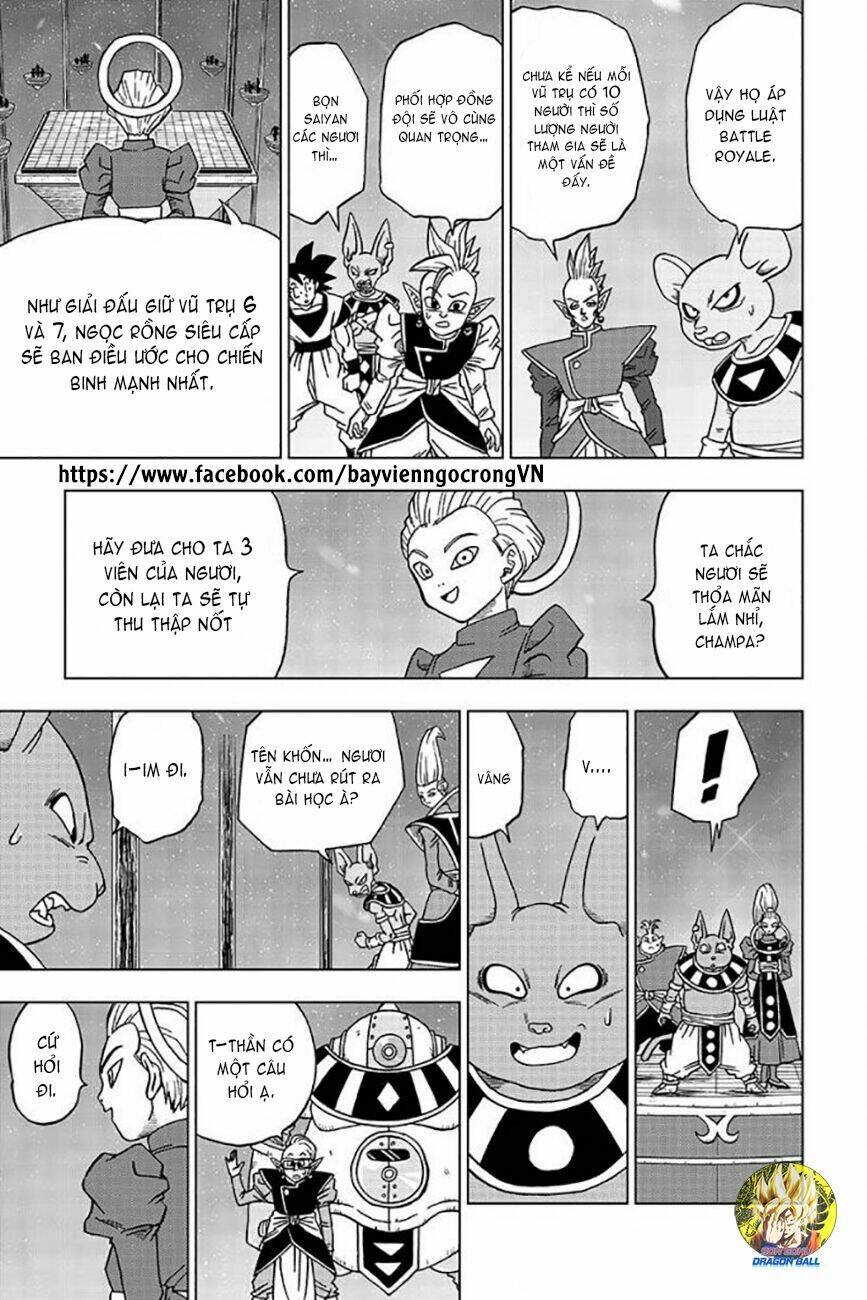 VẬY HỌ ÁP
DỤNG LUẬT
BATTLE
ROYALE.
CHƯA KỂ NẾU MỖI
VŨ TRỤ CÓ 10
NGƯỜI THÌ SỐ
LƯỢNG NGƯỜI
THAM GIA SẼ LÀ
MỘT VẤN ĐỀ
ĐẤY.
PHỐI HỢP ĐỒNG
ĐỘI SẼ VÔ CÙNG
QUAN TRỌNG...
BỌN
SAIYAN
CÁC NGƯƠI
THÌ...
NHƯ GIẢI ĐẤU GIỮ VŨ TRỤ 6
VÀ 7, NGỌC RỒNG SIÊU CẤP
SẼ BAN ĐIỀU ƯỚC CHO CHIẾN
BINH MẠNH NHẤT.
https://www.facebook.com/bayvienngocrongVN
TA CHẮC
NGƯƠI SẼ
THỎA MÃN
LẮM NHỈ,
CHAMPA?
HÃY ĐƯA CHO TA 3
VIÊN CỦA NGƯƠI,
CÒN LẠI TA SẼ TỰ
THU THẬP NỐT
!
V....
VÂNG
TÊN KHỐN... NGƯƠI
VẪN CHƯA RÚT RA
BÀI HỌC À?
I-IM ĐI.
T-THẦN CÓ
MỘT CÂU
HỎI Ạ.
CỨ
HỎI
ĐI.
SON GOKU
DRAGON BALL